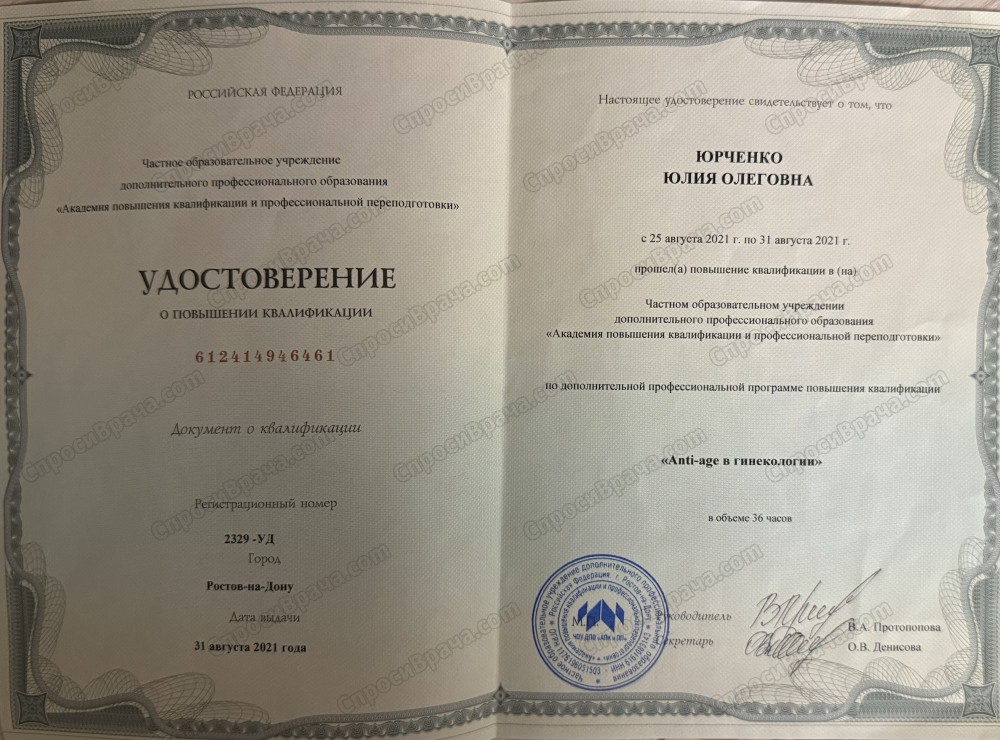 РОССИЙСКАЯ ФЕДЕРАЦИЯ
Частное образовательное учреждение
дополнительного профессионального образования
«Академия повышения квалификации и профессиональной переподготовки»
УДОСТОВЕРЕНИЕ
О ПОВЫШЕНИИ КВАЛИФИКАЦИИ
612414946461
Документ о квалификации
Регистрационный номер
2329 -УД
Город
Ростов-на-Дону
Дата выдачи
31 августа 2021 года
Настоящее удостоверение свидетельствует о том, что
ЮРЧЕНКО
ЮЛИЯ ОЛЕГОВНА
с 25 августа 2021 г. по 31 августа 2021 г.
прошел(а) повышение квалификации в (на)
Частном образовательном учреждении
дополнительного профессионального образования
«Академия повышения квалификации и профессиональной переподготовки»
по дополнительной профессиональной программе повышения квалификации
«Anti-age в гинекологии»
в объеме 36 часов
Руководитель
В.А. Протопопова
Секретарь
О.В. Денисова
СпросиВрача.com